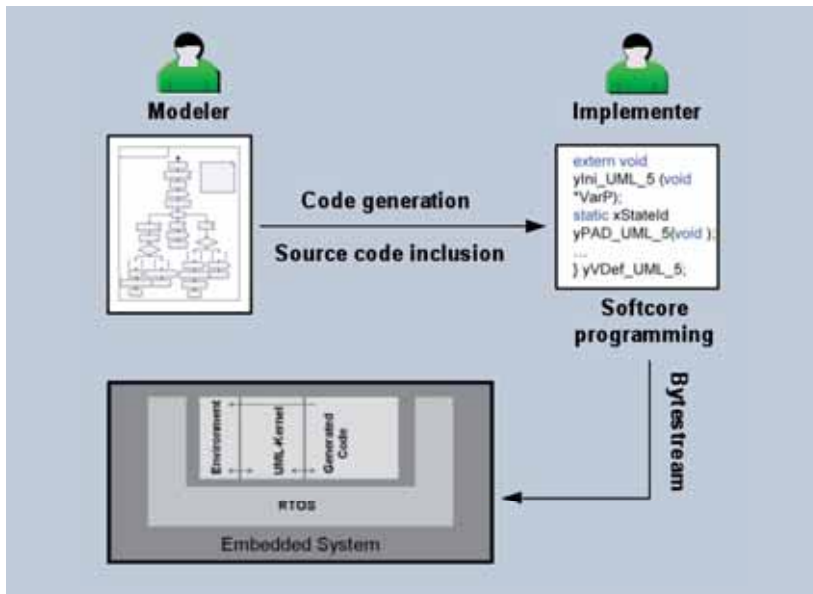 Modeler
Implementer
Code generation
Source code inclusion
extern void
yIni_UML_5 (void
*VarP);
static xStateId
yPAD_UML_5(void );
...
} yVDef_UML_5;
Softcore
programming
Bytestream
Environment
UML-Kernel
Generated
Code
RTOS
Embedded System